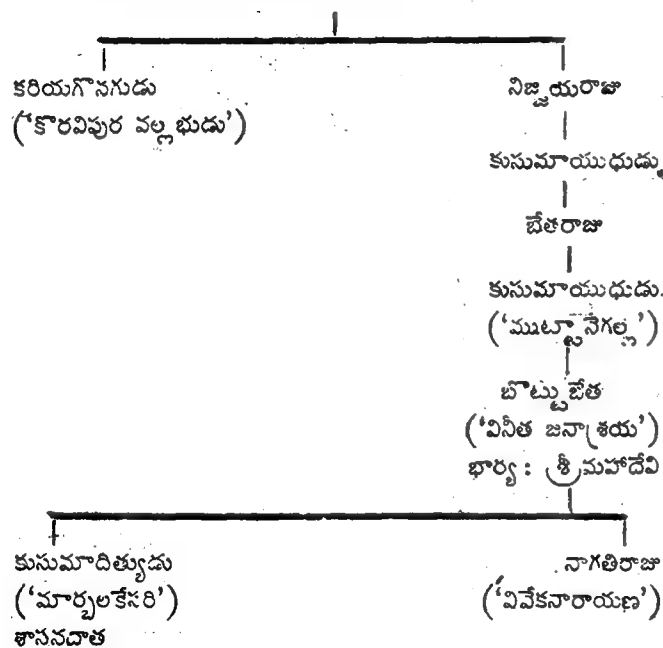 కరియగొనగుడు
('కొరవిపుర వల్లభుడు')
నిజ్జయరాజు
కుసుమాయుధుడు
బేతరాజు
కుసుమాయుధుడు.
('ముట్టానెగల్ల')
బొట్టుబేత
('వినీత జనాశ్రయ')
భార్య : శ్రీమహాదేవి
కుసుమాదిత్యుడు
('మార్బలకేసరి')
శాసనదాత
నాగతిరాజు
('వివేకనారాయణ')